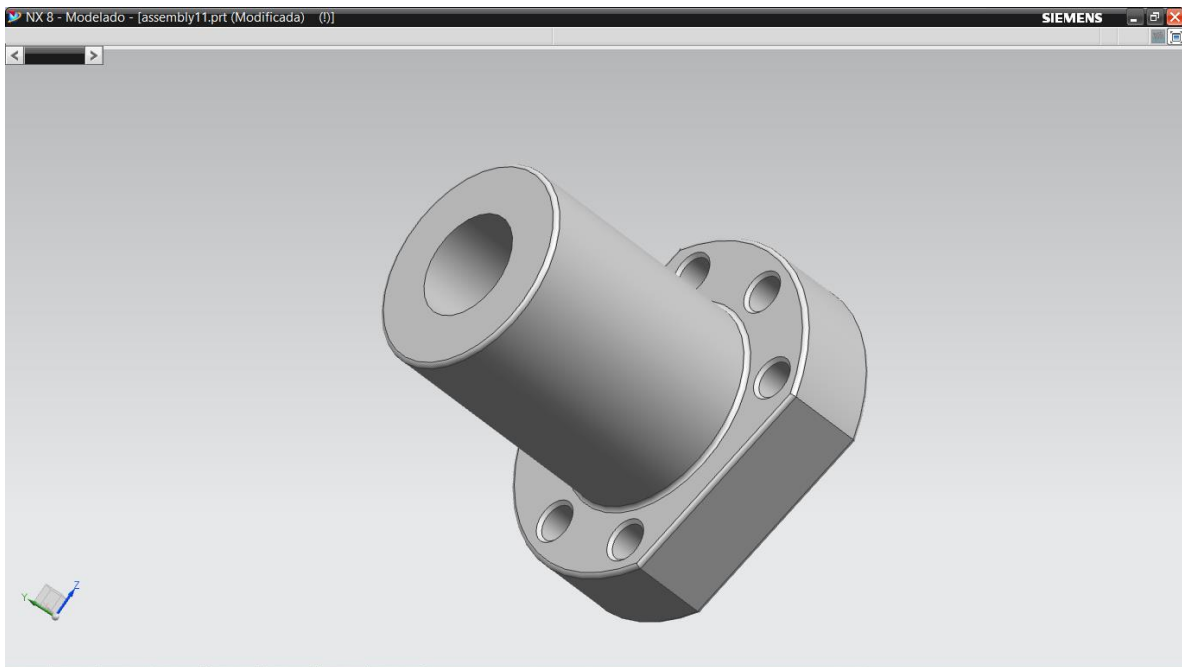 NX 8 - Modelado - [assembly11.prt (Modificada) (!)]
SIEMENS
Z
Y